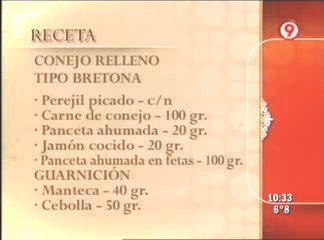 RECETA
9
CONEJO RELLENO
TIPO BRETONA
· Perejil picado - c/n
· Carne de conejo - 100 gr.
· Panceta ahumada - 20 gr.
· Jamón cocido - 20 gr.
· Panceta ahumada en fetas - 100 gr.
GUARNICIÓN
· Manteca - 40 gr.
· Cebolla - 50 gr.
10:33
6°8